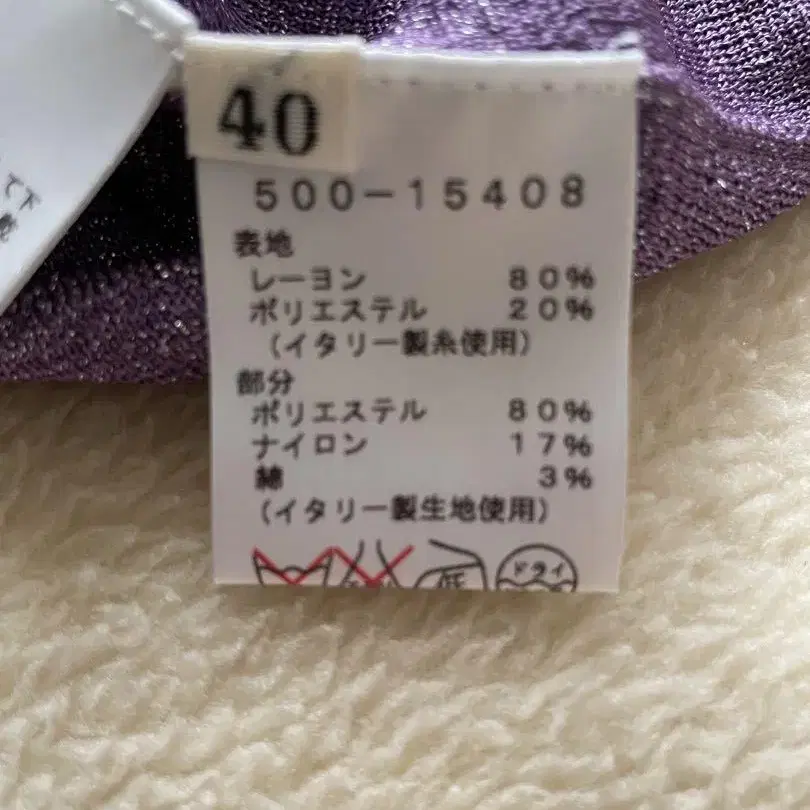 40
500-15408
表地
レーヨン 80%
ポリエステル 20%
(イタリー製糸使用)
部分
ポリエステル 80%
ナイロン 17%
綿 3%
(イタリー製生地使用)
低
ドライ
て下